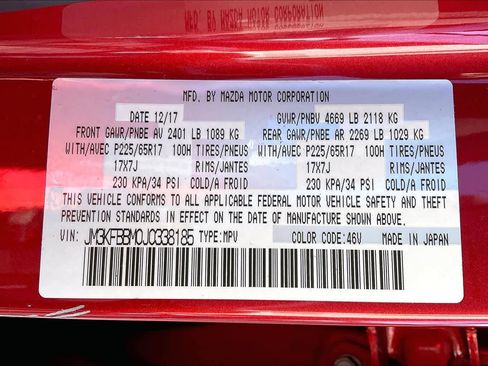 MFD. BY MAZDA MOTOR CORPORATION
DATE 12/17 GVWR/PNBV 4669 LB 2118 KG
FRONT GAWR/PNBE AV 2401 LB 1089 KG REAR GAWR/PNBE AR 2269 LB 1029 KG
WITH/AVEC P225/65R17 100H TIRES/PNEUS WITH/AVEC P225/65R17 100H TIRES/PNEUS
17X7J RIMS/JANTES 17X7J RIMS/JANTES
230 KPA/34 PSI COLD/A FROID 230 KPA/34 PSI COLD/A FROID
THIS VEHICLE CONFORMS TO ALL APPLICABLE FEDERAL MOTOR VEHICLE SAFETY AND THEFT
PREVENTION STANDARDS IN EFFECT ON THE DATE OF MANUFACTURE SHOWN ABOVE.
VIN: JM3KFBBM0J0338185 TYPE: MPV COLOR CODE: 46V MADE IN JAPAN